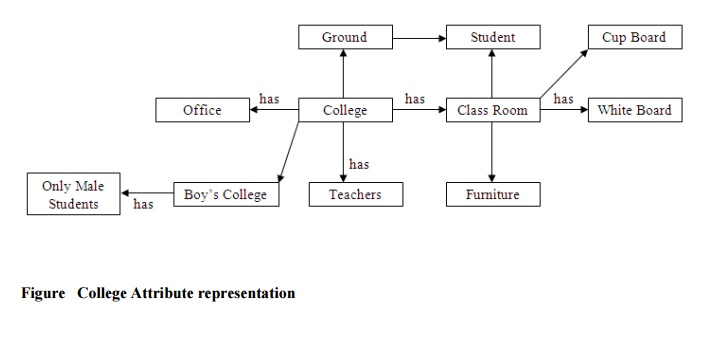 Ground
Student
Cup Board
Office
has
College
has
Class Room
has
White Board
has
Only Male
Students
has
Boy's College
Teachers
Furniture
Figure College Attribute representation